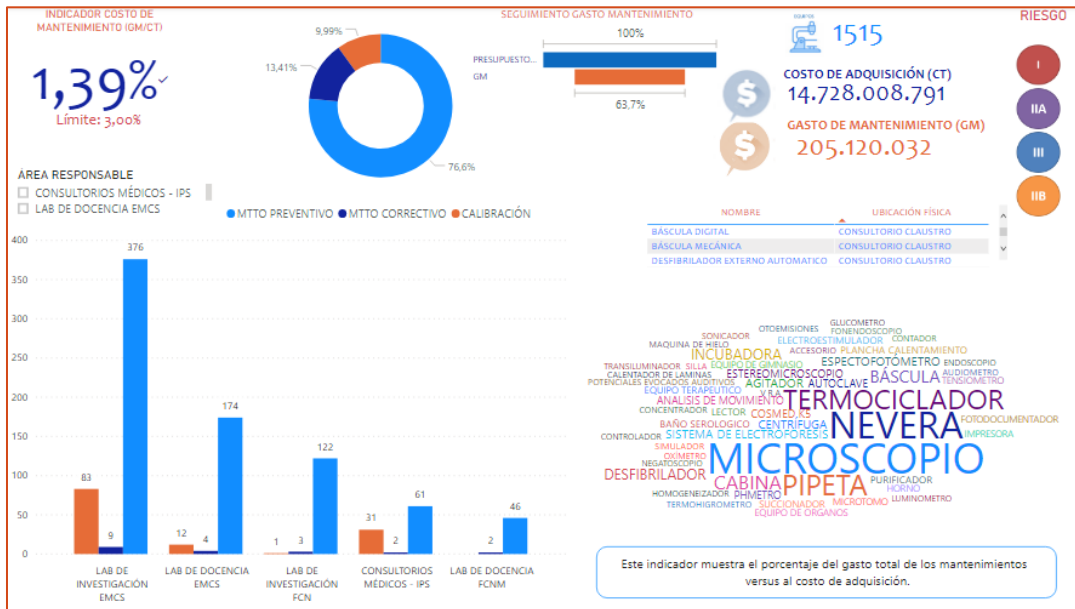 INDICADOR COSTO DE
MANTENIMIENTO (GM/CT)
1,39%
Límite: 3,00%
9,99%
13,41%
76,6%
SEGUIMIENTO GASTO MANTENIMIENTO
100%
PRESUPUESTO...
GM
63,7%
EQUIPOS
1515
COSTO DE ADQUISICIÓN (CT)
14.728.008.791
GASTO DE MANTENIMIENTO (GM)
205.120.032
RIESGO
I
IIA
III
IIB
ÁREA RESPONSABLE
CONSULTORIOS MÉDICOS - IPS
LAB DE DOCENCIA EMCS
MTTO PREVENTIVO MTTO CORRECTIVO CALIBRACIÓN
NOMBRE UBICACIÓN FÍSICA
BÁSCULA DIGITAL CONSULTORIO CLAUSTRO
BÁSCULA MECÁNICA CONSULTORIO CLAUSTRO
DESFIBRILADOR EXTERNO AUTOMATICO CONSULTORIO CLAUSTRO
400
350
300
250
200
150
100
50
0
83 9 376
12 4 174
1 3 122
31 2 61
2 46
LAB DE
INVESTIGACIÓN
EMCS
LAB DE DOCENCIA
EMCS
LAB DE
INVESTIGACIÓN
FCN
CONSULTORIOS
MÉDICOS - IPS
LAB DE DOCENCIA
FCNM
GLUCOMETRO
OTOEMISIONES FONENDOSCOPIO
SONICADOR ELECTROESTIMULADOR CONTADOR
MAQUINA DE HIELO ACCESORIO PLANCHA CALENTAMIENTO
INCUBADORA ESPECTOFOTÓMETRO ENDOSCOPIO
TRANSILUMINADOR SILLA EQUIPO DE GIMNASIO
CALENTADOR DE LAMINAS ESTEREOMICROSCOPIO BÁSCULA AUDIOMETRO
POTENCIALES EVOCADOS AUDITIVOS AGITADOR AUTOCLAVE TENSIOMETRO
EQUIPO TERAPEUTICO V.R.A
ANALISIS DE MOVIMIENTO TERMOCICLADOR
CONCENTRADOR LECTOR COSMED,K5
BAÑO SEROLOGICO CENTRÍFUGA NEVERA FOTODOCUMENTADOR
CONTROLADOR SISTEMA DE ELECTROFORESIS IMPRESORA
SIMULADOR
OXÍMETRO MICROSCOPIO
NEGATOSCOPIO
DESFIBRILADOR CABINA PIPETA PURIFICADOR
HORNO
HOMOGENEIZADOR PHMETRO MICROTOMO LUMINOMETRO
TERMOHIGROMETRO SUCCIONADOR
EQUIPO DE ORGANOS
Este indicador muestra el porcentaje del gasto total de los mantenimientos
versus al costo de adquisición.